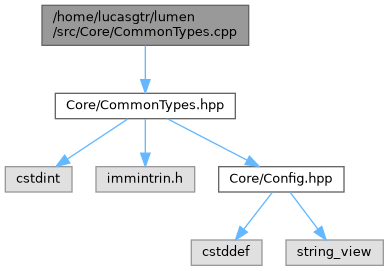 /home/lucasgtr/lumen
/src/Core/CommonTypes.cpp
Core/CommonTypes.hpp
cstdint
immintrin.h
Core/Config.hpp
cstddef
string_view